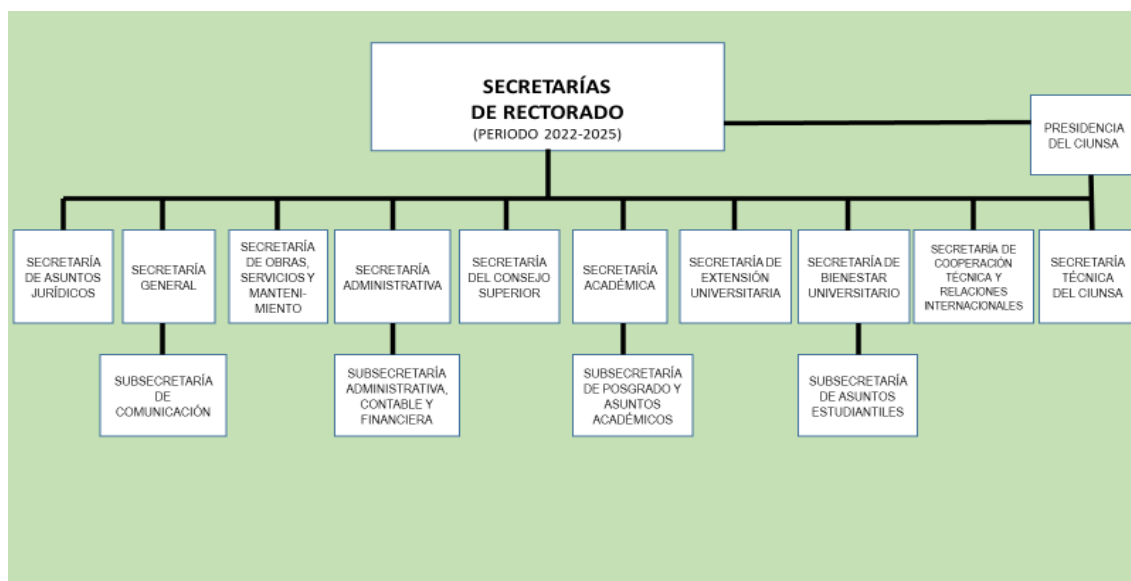 SECRETARÍAS
DE RECTORADO
(PERIODO 2022-2025)
PRESIDENCIA
DEL CIUNSA
SECRETARÍA
DE ASUNTOS
JURÍDICOS
SECRETARÍA
GENERAL
SECRETARÍA
DE OBRAS,
SERVICIOS Y
MANTENI-
MIENTO
SECRETARÍA
ADMINISTRATIVA
SECRETARÍA
DEL CONSEJO
SUPERIOR
SECRETARÍA
ACADÉMICA
SECRETARÍA DE
EXTENSIÓN
UNIVERSITARIA
SECRETARÍA DE
BIENESTAR
UNIVERSITARIO
SECRETARÍA DE
COOPERACIÓN
TÉCNICA Y
RELACIONES
INTERNACIONALES
SECRETARÍA
TÉCNICA
DEL CIUNSA
SUBSECRETARÍA
DE
COMUNICACIÓN
SUBSECRETARÍA
ADMINISTRATIVA,
CONTABLE Y
FINANCIERA
SUBSECRETARÍA
DE POSGRADO Y
ASUNTOS
ACADÉMICOS
SUBSECRETARÍA
DE ASUNTOS
ESTUDIANTILES